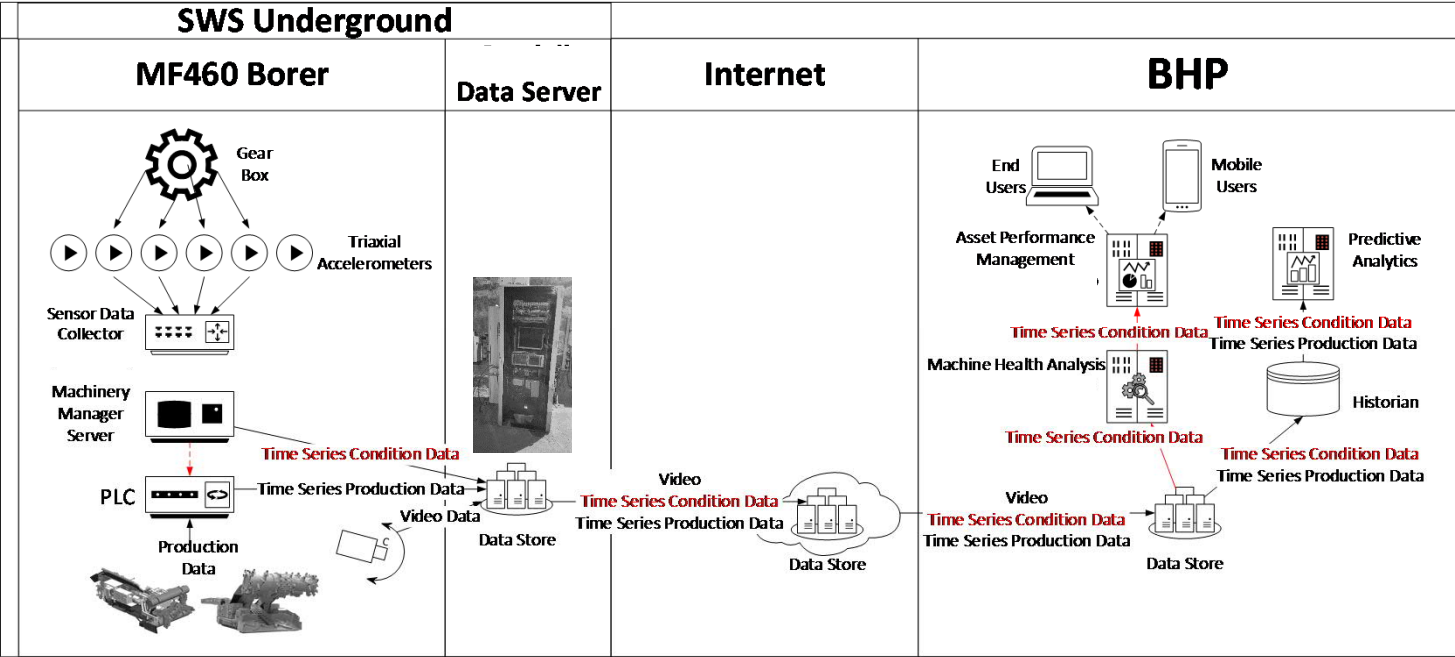 SWS Underground
MF460 Borer
Data Server
Internet
BHP
Gear
Box
Triaxial
Accelerometers
Sensor Data
Collector
Machinery
Manager
Server
Time Series Condition Data
PLC
Time Series Production Data
Video Data
C
Production
Data
Data Store
Video
Time Series Condition Data
Time Series Production Data
Data Store
End
Users
Mobile
Users
Asset Performance
Management
Predictive
Analytics
Time Series Condition Data
Time Series Condition Data
Time Series Production Data
Machine Health Analysis
Historian
Time Series Condition Data
Time Series Condition Data
Time Series Production Data
Video
Time Series Condition Data
Time Series Production Data
Data Store